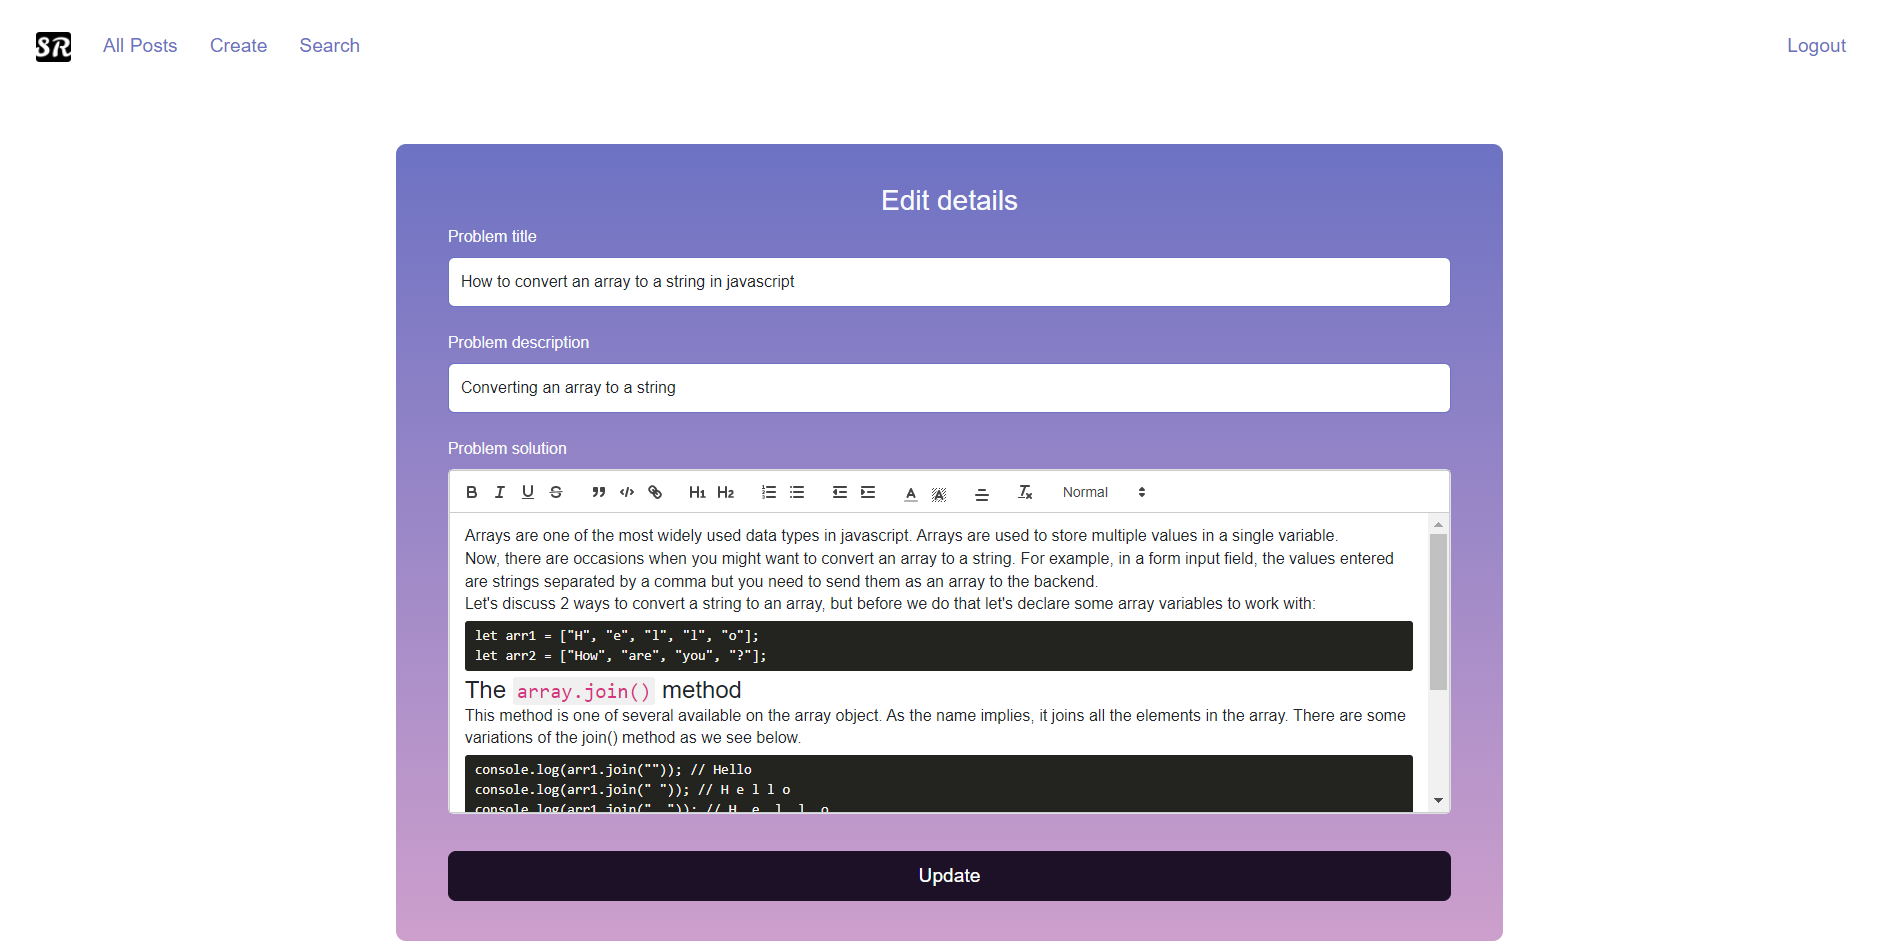 SR All Posts Create Search Logout
Edit details
Problem title
How to convert an array to a string in javascript
Problem description
Converting an array to a string
Problem solution
B I U S H1 H2 A A Tx Normal
Arrays are one of the most widely used data types in javascript. Arrays are used to store multiple values in a single variable.
Now, there are occasions when you might want to convert an array to a string. For example, in a form input field, the values entered
are strings separated by a comma but you need to send them as an array to the backend.
Let's discuss 2 ways to convert a string to an array, but before we do that let's declare some array variables to work with:
let arr1 = ["H", "e", "l", "l", "o"];
let arr2 = ["How", "are", "you", "?"];
The array.join() method
This method is one of several available on the array object. As the name implies, it joins all the elements in the array. There are some
variations of the join() method as we see below.
console.log(arr1.join("")); // Hello
console.log(arr1.join(" ")); // H e l l o
Update